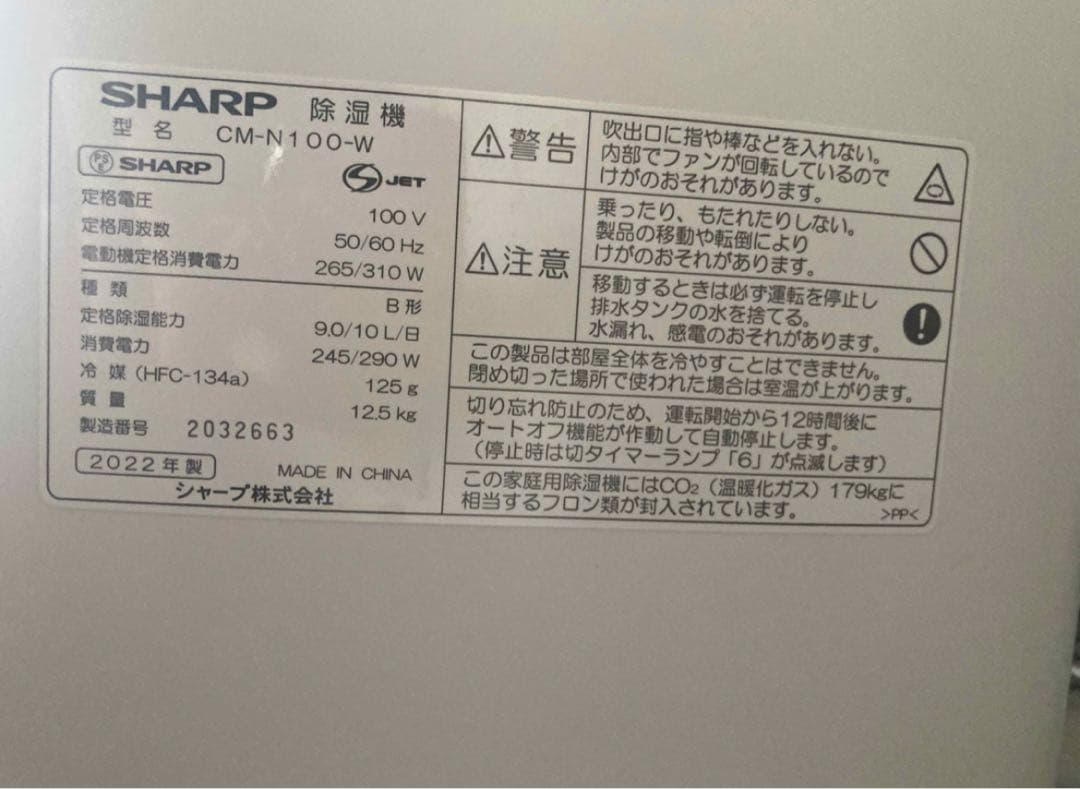 SHARP 除湿機
型名 CM-N100-W
PS E SHARP
S JET
定格電圧 100 V
定格周波数 50/60 Hz
電動機定格消費電力 265/310 W
種類 B形
定格除湿能力 9.0/10 L/日
消費電力 245/290 W
冷媒(HFC-134a) 125 g
質量 12.5 kg
製造番号 2032663
2022年製 MADE IN CHINA
シャープ株式会社
警告
吹出口に指や棒などを入れない。
内部でファンが回転しているので
けがのおそれがあります。
注意
乗ったり、もたれたりしない。
製品の移動や転倒により
けがのおそれがあります。
移動するときは必ず運転を停止し
排水タンクの水を捨てる。
水漏れ、感電のおそれがあります。
この製品は部屋全体を冷やすことはできません。
閉め切った場所で使われた場合は室温が上がります。
切り忘れ防止のため、運転開始から12時間後に
オートオフ機能が作動して自動停止します。
(停止時は切タイマーランプ「6」が点滅します)
この家庭用除湿機にはCO₂(温暖化ガス)179kgに
相当するフロン類が封入されています。
>PP<